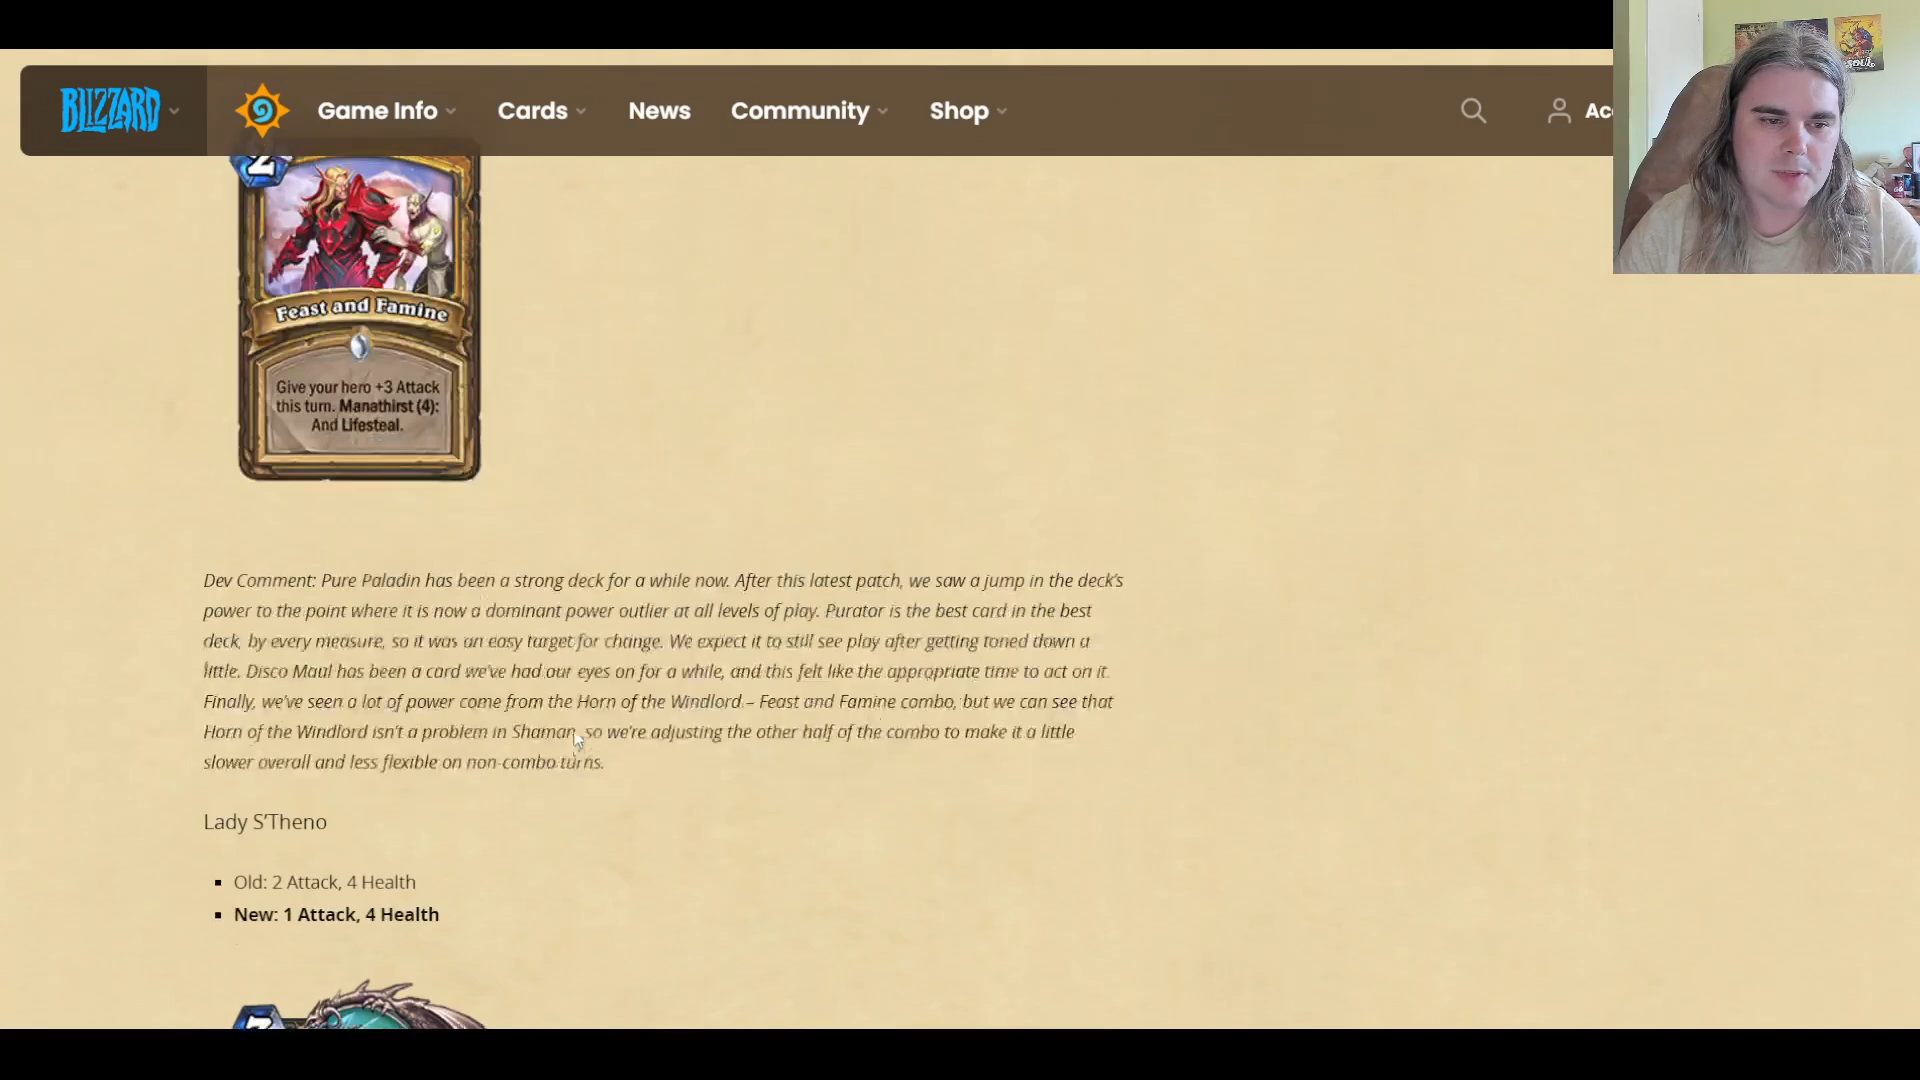 BLIZZARD
Game Info
Cards
News
Community
Shop
Acc
2
Feast and Famine
Give your hero +3 Attack
this turn. Manathirst (4):
And Lifesteal.
Dev Comment: Pure Paladin has been a strong deck for a while now. After this latest patch, we saw a jump in the deck's
power to the point where it is now a dominant power outlier at all levels of play. Purator is the best card in the best
deck, by every measure, so it was an easy target for change. We expect it to still see play after getting toned down a
little. Disco Maul has been a card we've had our eyes on for a while, and this felt like the appropriate time to act on it.
Finally, we've seen a lot of power come from the Horn of the Windlord – Feast and Famine combo, but we can see that
Horn of the Windlord isn't a problem in Shaman, so we're adjusting the other half of the combo to make it a little
slower overall and less flexible on non-combo turns.
Lady S'Theno
Old: 2 Attack, 4 Health
New: 1 Attack, 4 Health